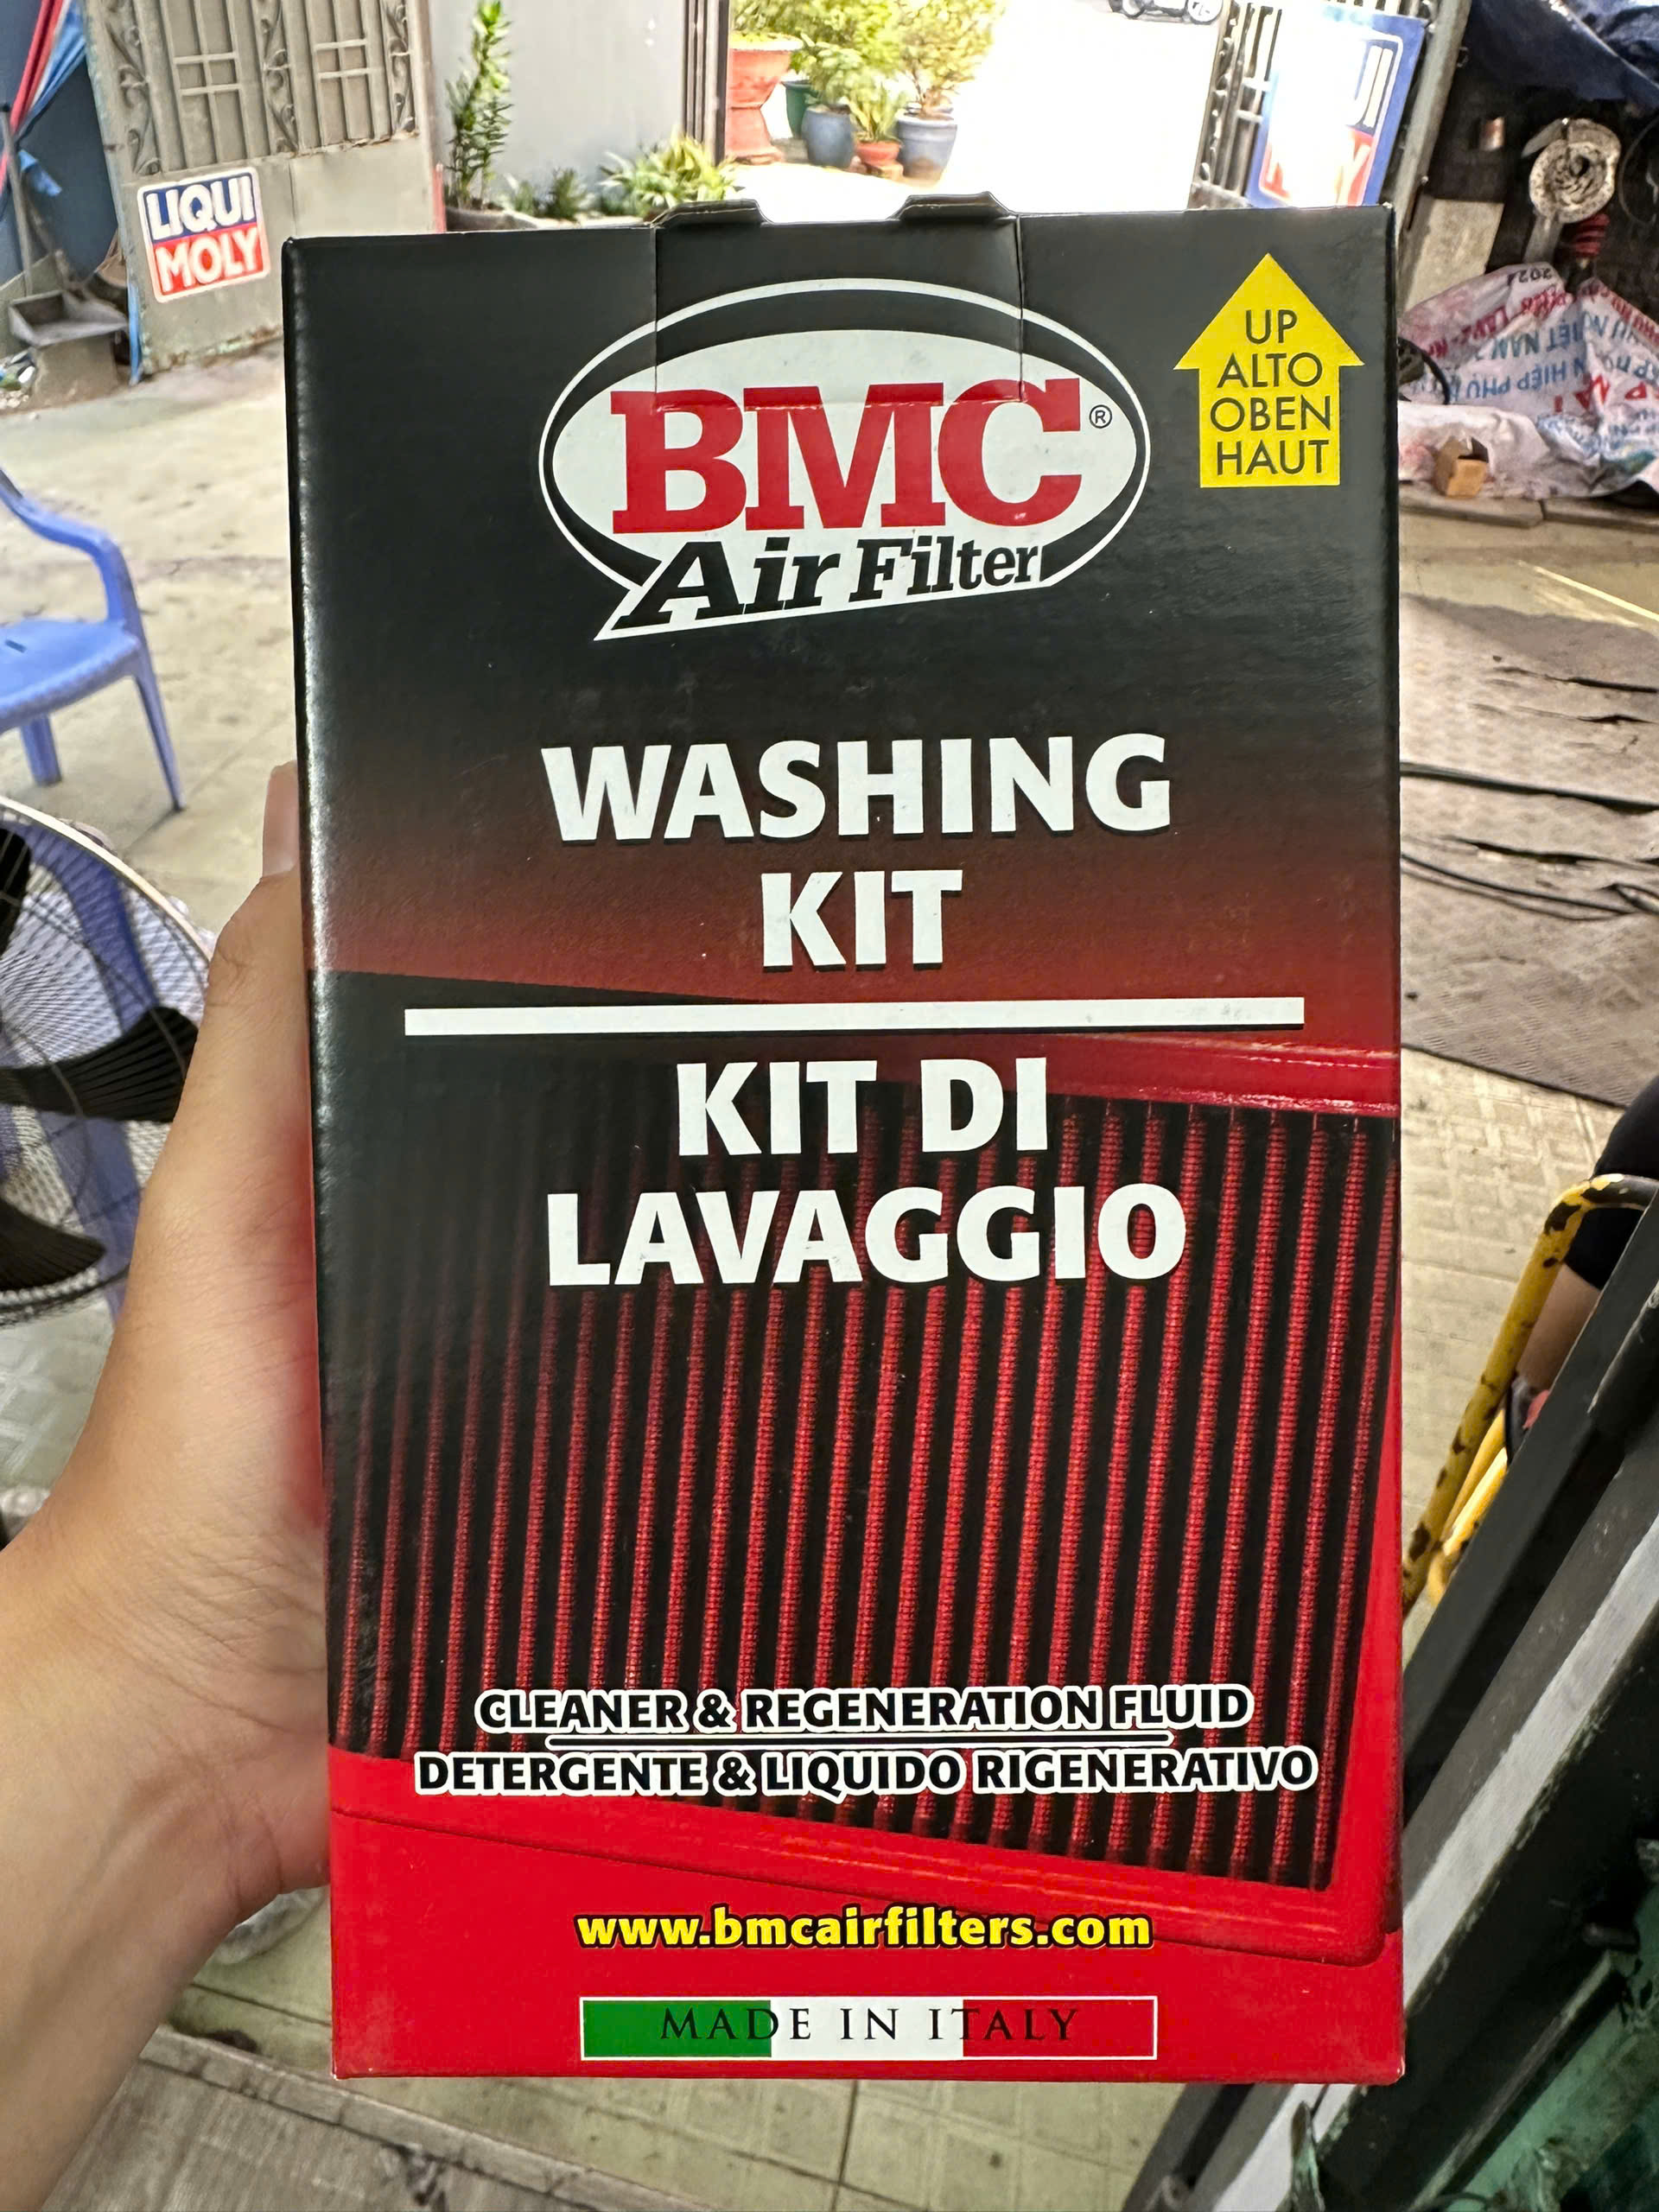 LIQUI
MOLY
BMC®
Air Filter
UP
ALTO
OBEN
HAUT
WASHING
KIT
KIT DI
LAVAGGIO
CLEANER & REGENERATION FLUID
DETERGENTE & LIQUIDO RIGENERATIVO
www.bmcairfilters.com
MADE IN ITALY